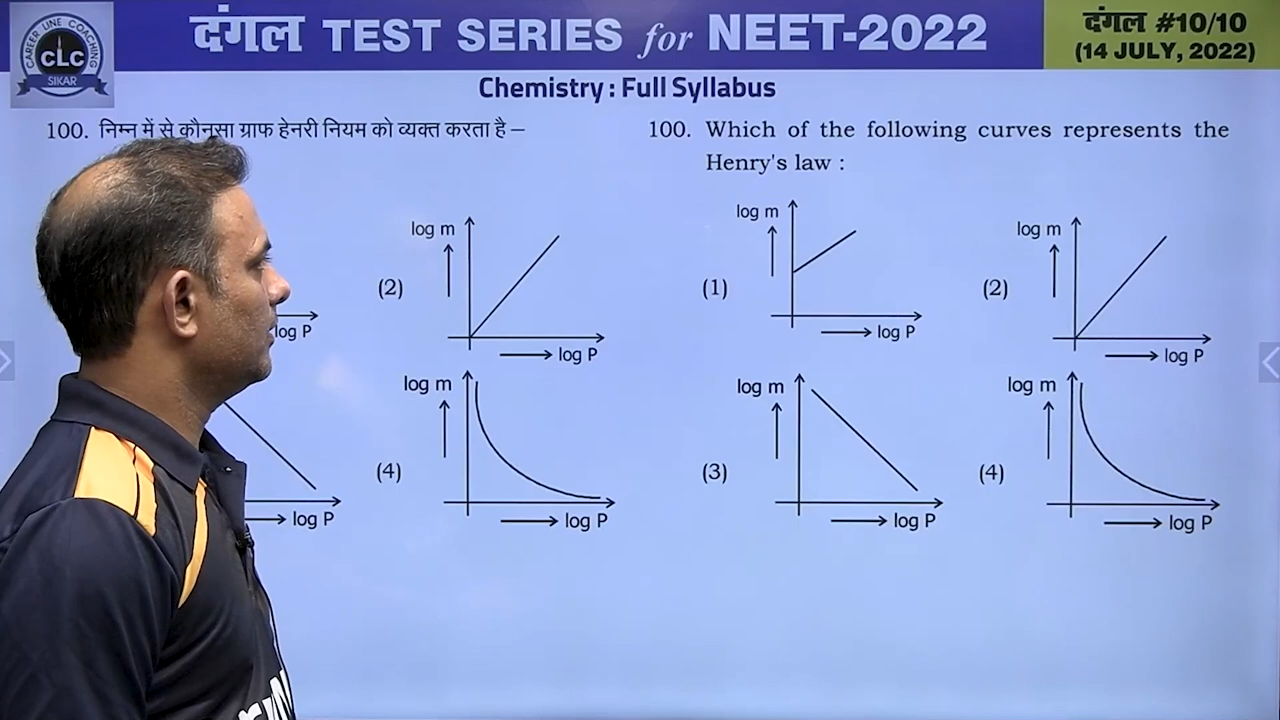 दंगल TEST SERIES for NEET-2022
दंगल #10/10
(14 JULY, 2022)
CAREER LINE COACHING
CLC
SIKAR
Chemistry : Full Syllabus
100. निम्न में से कौनसा ग्राफ हेनरी नियम को व्यक्त करता है –
log P
(2)
log m
log P
log P
(4)
log m
log P
100. Which of the following curves represents the
Henry's law :
(1)
log m
log P
(2)
log m
log P
(3)
log m
log P
(4)
log m
log P